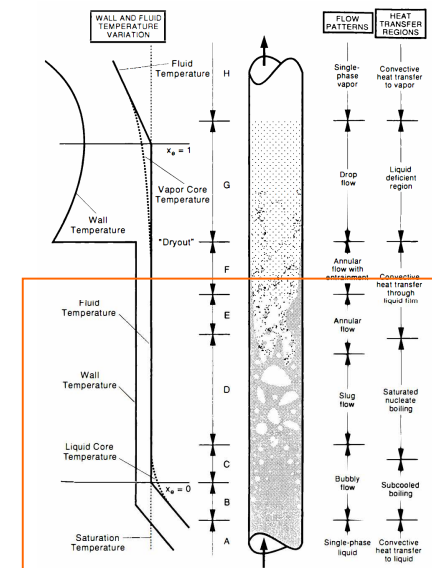 WALL AND FLUID
TEMPERATURE
VARIATION
FLOW
PATTERNS
HEAT
TRANSFER
REGIONS
Fluid
Temperature
H
Single-
phase
vapor
Convective
heat transfer
to vapor
xₑ = 1
Vapor Core
Temperature
G
Drop
flow
Liquid
deficient
region
Wall
Temperature
"Dryout"
F
Annular
flow with
entrainment
Convective
heat transfer
through
liquid film
Fluid
Temperature
E
Annular
flow
Wall
Temperature
D
Slug
flow
Saturated
nucleate
boiling
Liquid Core
Temperature
C
xₑ = 0
B
Bubbly
flow
Subcooled
boiling
Saturation
Temperature
A
Single-phase
liquid
Convective
heat transfer
to liquid